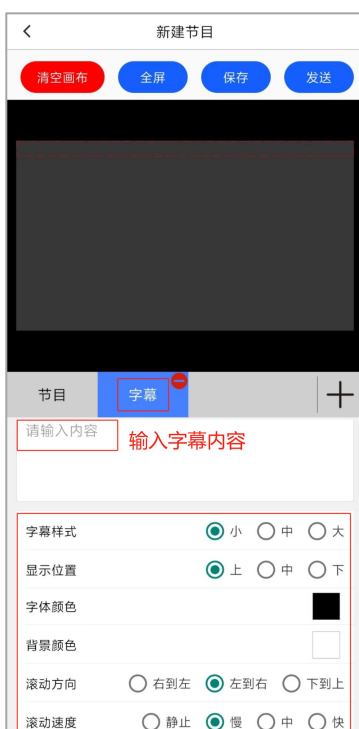 新建节目
清空画布 全屏 保存 发送
节目 字幕
请输入内容
输入字幕内容
字幕样式 小 中 大
显示位置 上 中 下
字体颜色
背景颜色
滚动方向 右到左 左到右 下到上
滚动速度 静止 慢 中 快